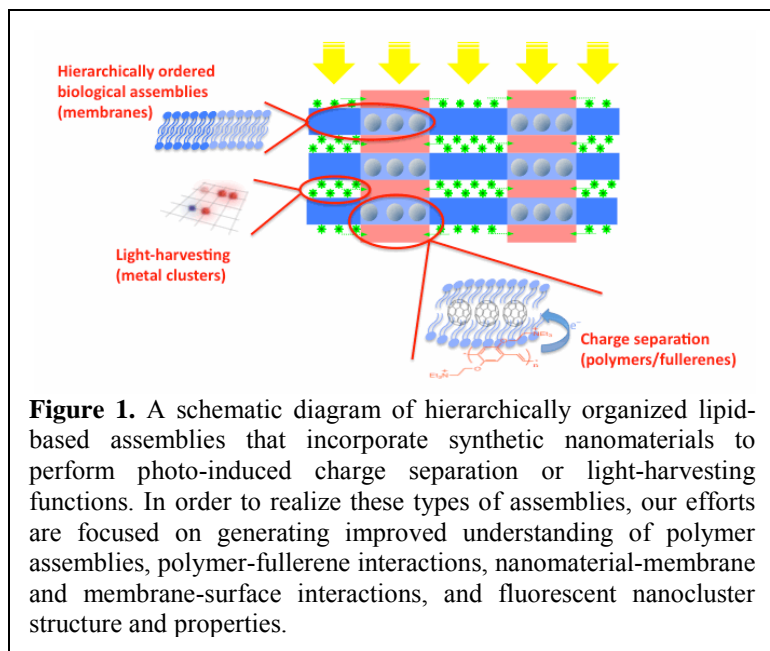 Hierarchically ordered
biological assemblies
(membranes)
Light-harvesting
(metal clusters)
e⁻
Charge separation
(polymers/fullerenes)
Figure 1. A schematic diagram of hierarchically organized lipid-
based assemblies that incorporate synthetic nanomaterials to
perform photo-induced charge separation or light-harvesting
functions. In order to realize these types of assemblies, our efforts
are focused on generating improved understanding of polymer
assemblies, polymer-fullerene interactions, nanomaterial-membrane
and membrane-surface interactions, and fluorescent nanocluster
structure and properties.